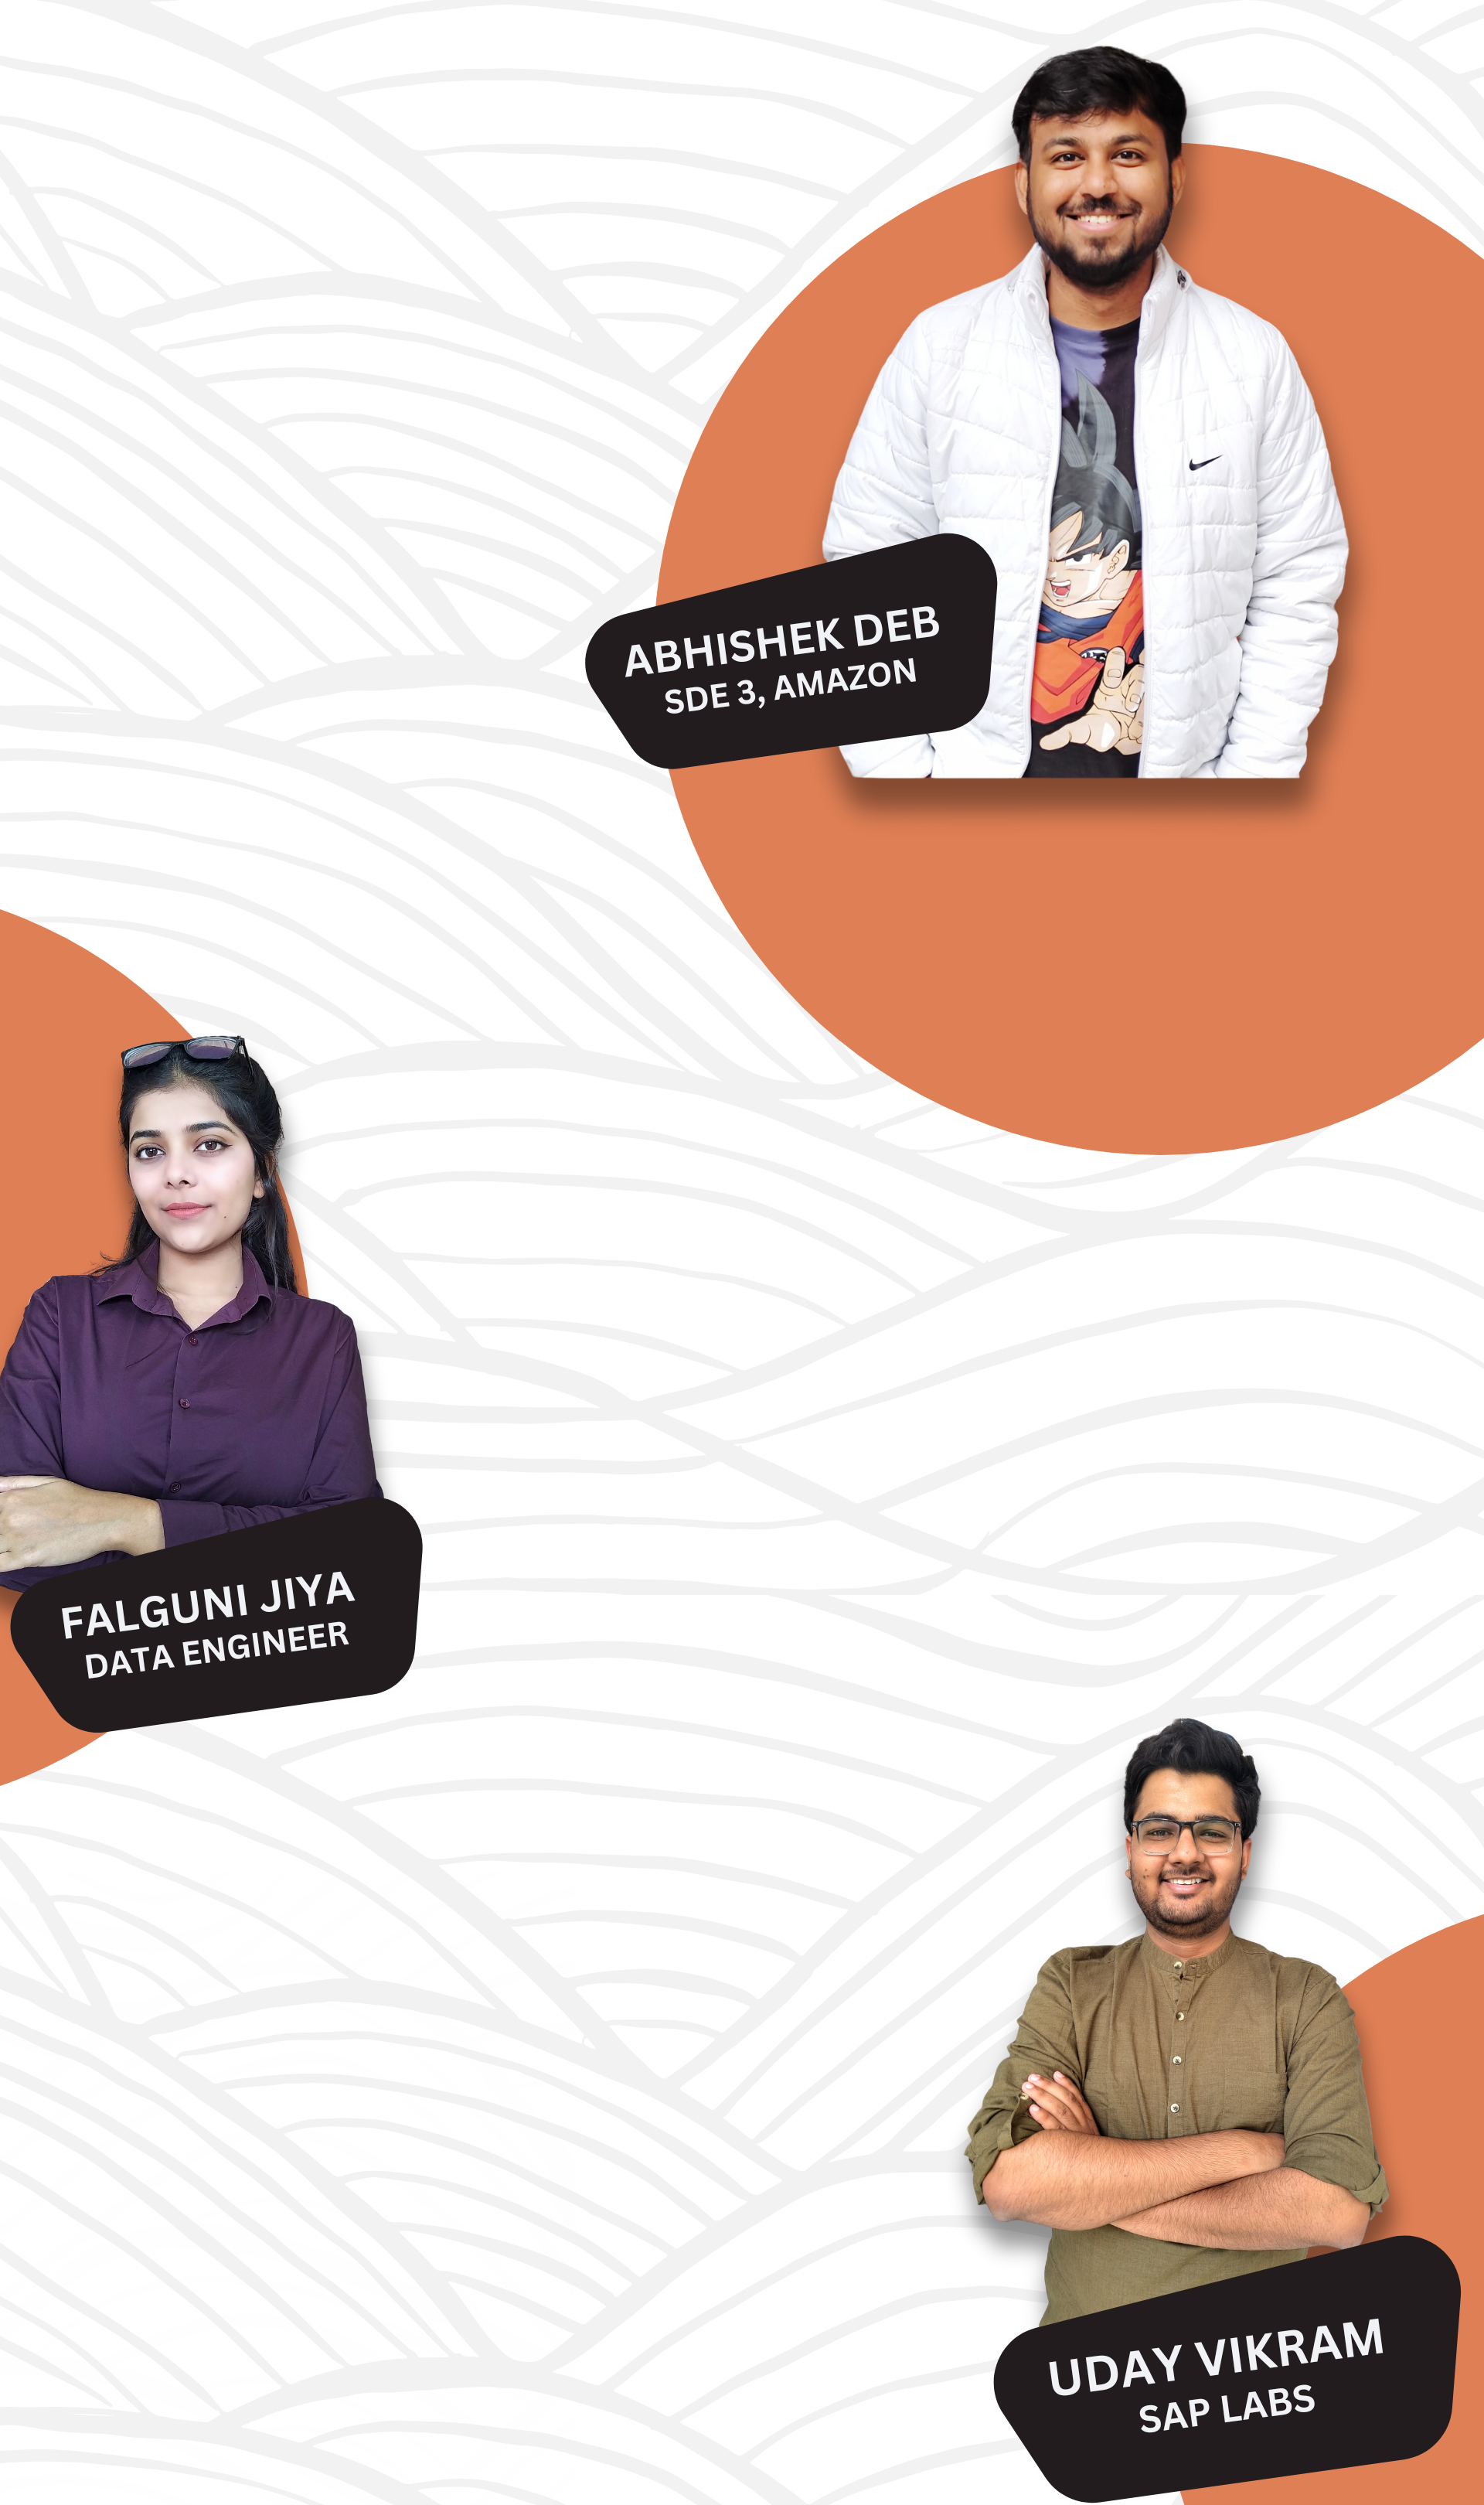 ABHISHEK DEB
SDE 3, AMAZON
FALGUNI JIYA
DATA ENGINEER
UDAY VIKRAM
SAP LABS